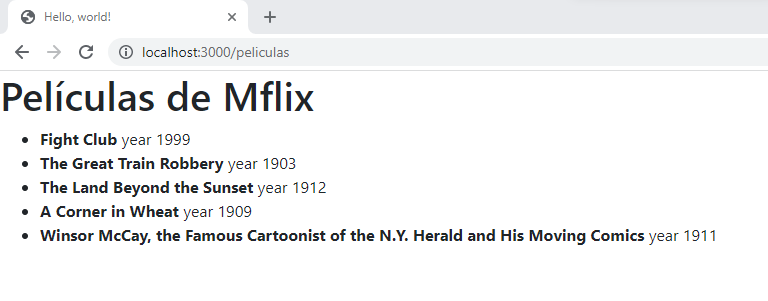 Hello, world!
localhost:3000/peliculas
Películas de Mflix
Fight Club year 1999
The Great Train Robbery year 1903
The Land Beyond the Sunset year 1912
A Corner in Wheat year 1909
Winsor McCay, the Famous Cartoonist of the N.Y. Herald and His Moving Comics year 1911